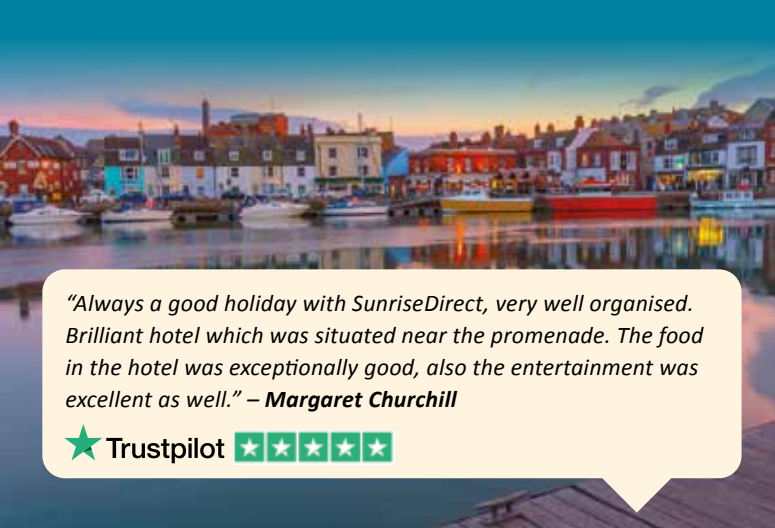 “Always a good holiday with SunriseDirect, very well organised.
Brilliant hotel which was situated near the promenade. The food
in the hotel was exceptionally good, also the entertainment was
excellent as well.” – Margaret Churchill
Trustpilot